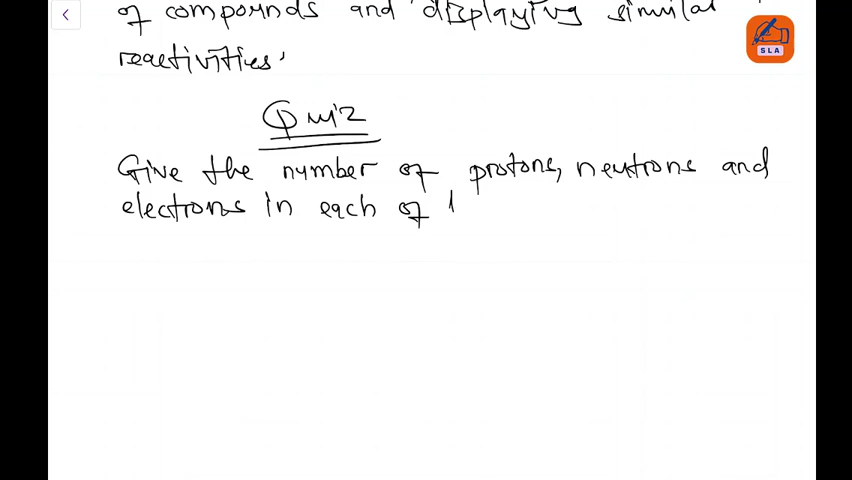 of compounds and displaying similar
reactivities.
SLA
Quiz
Give the number of protons, neutrons and
electrons in each of